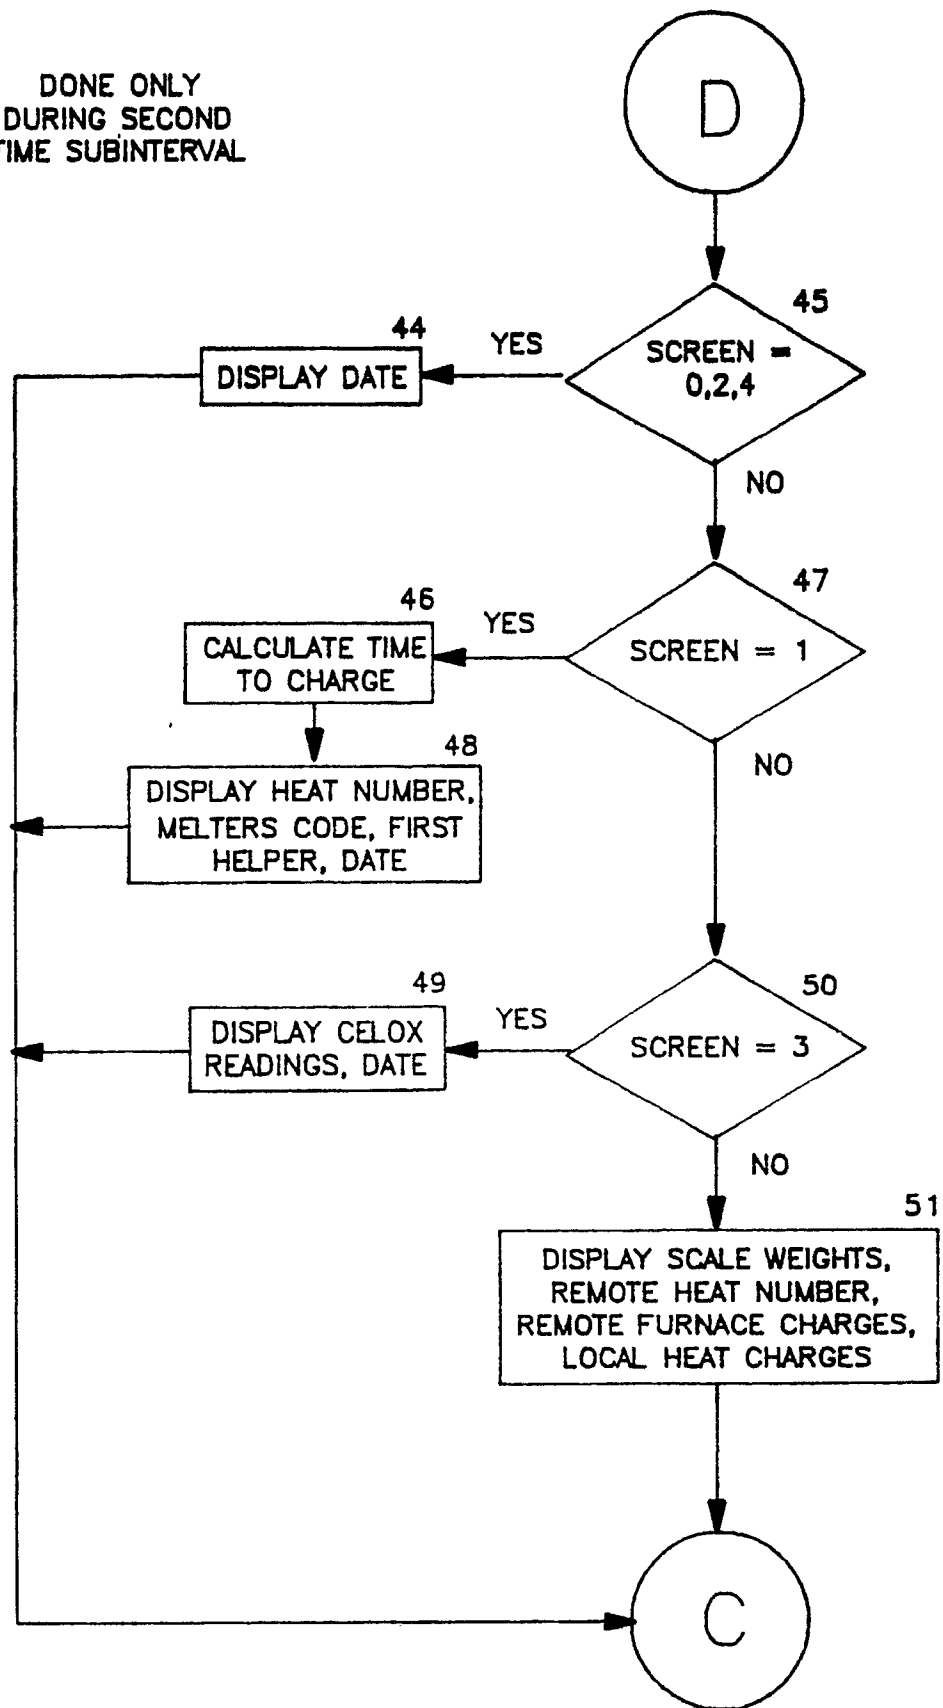 DONE ONLY
DURING SECOND
TIME SUBINTERVAL
D
45
SCREEN =
0,2,4
YES
44
DISPLAY DATE
NO
47
SCREEN = 1
YES
46
CALCULATE TIME
TO CHARGE
48
DISPLAY HEAT NUMBER,
MELTERS CODE, FIRST
HELPER, DATE
NO
50
SCREEN = 3
YES
49
DISPLAY CELOX
READINGS, DATE
NO
51
DISPLAY SCALE WEIGHTS,
REMOTE HEAT NUMBER,
REMOTE FURNACE CHARGES,
LOCAL HEAT CHARGES
C